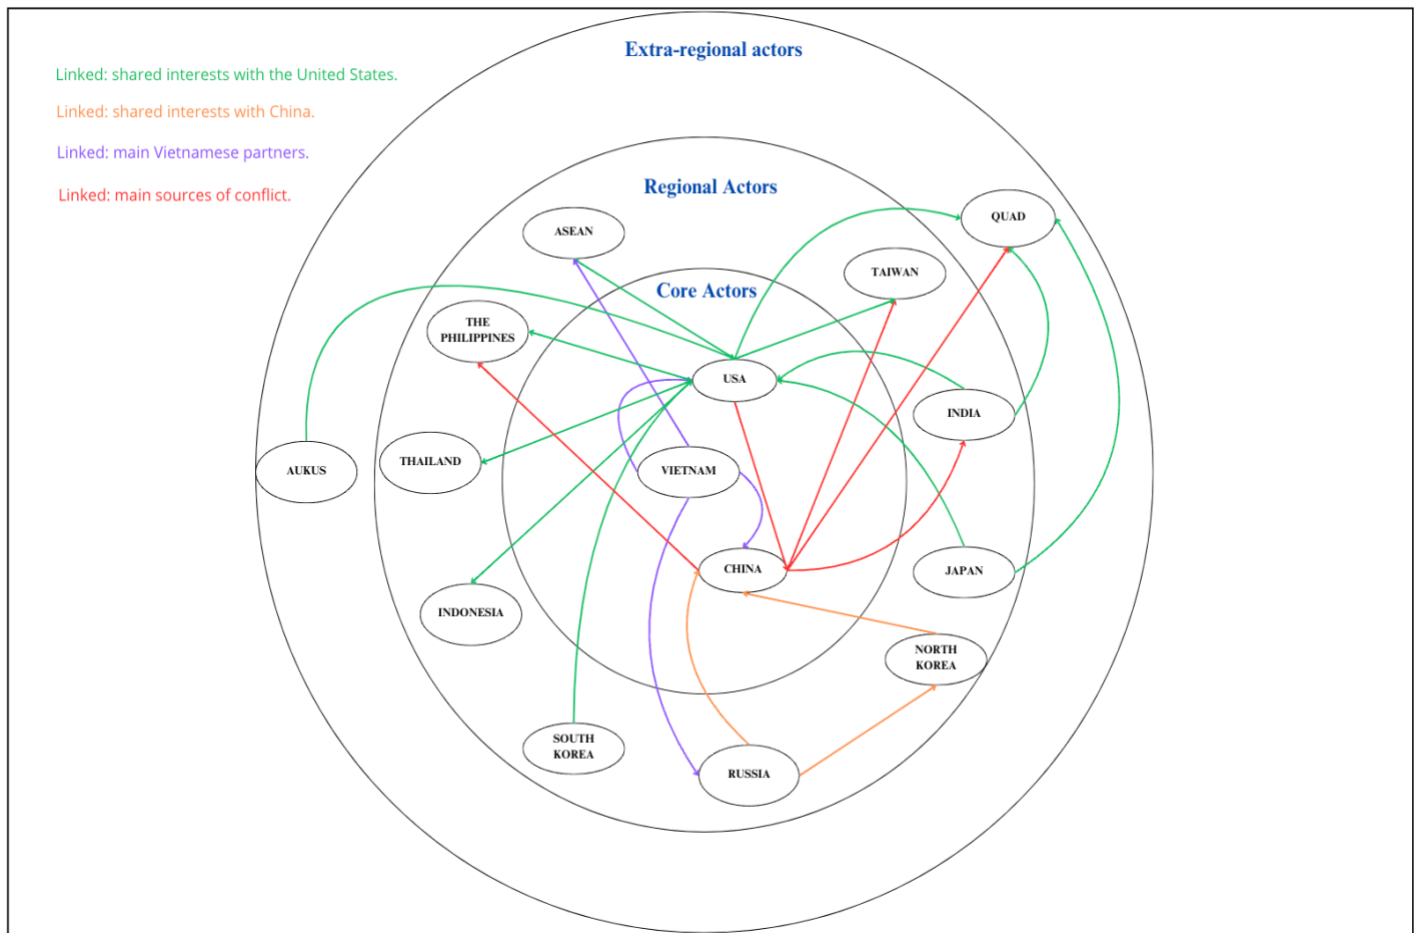 Extra-regional actors
Linked: shared interests with the United States.
Linked: shared interests with China.
Linked: main Vietnamese partners.
Linked: main sources of conflict.
Regional Actors
QUAD
ASEAN
TAIWAN
Core Actors
THE
PHILIPPINES
USA
INDIA
THAILAND
AUKUS
VIETNAM
CHINA
JAPAN
INDONESIA
NORTH
KOREA
SOUTH
KOREA
RUSSIA